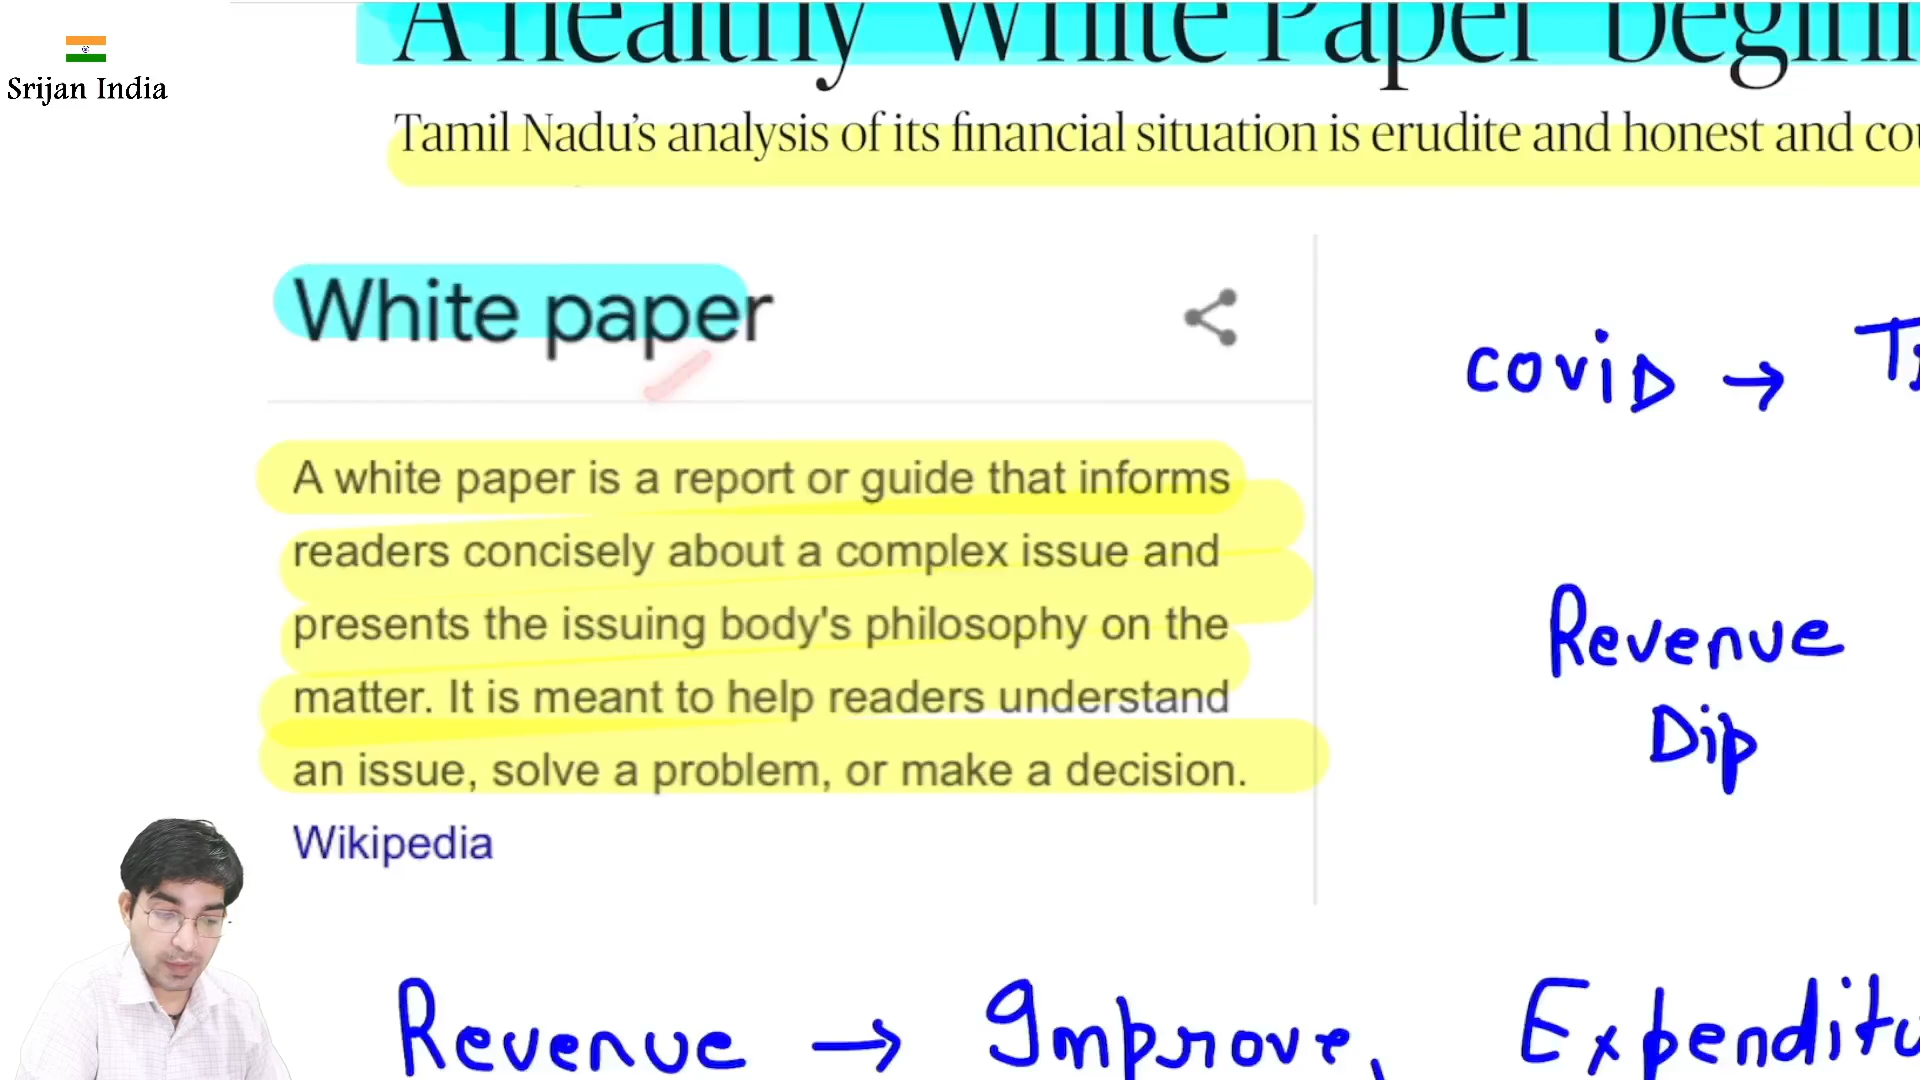 A healthy 'White Paper'
Srijan India
Tamil Nadu's analysis of its financial situation is erudite and honest and
White paper
covid →
A white paper is a report or guide that informs
readers concisely about a complex issue and
presents the issuing body's philosophy on the
matter. It is meant to help readers understand
an issue, solve a problem, or make a decision.
Wikipedia
Revenue
Dip
Revenue → Improve,